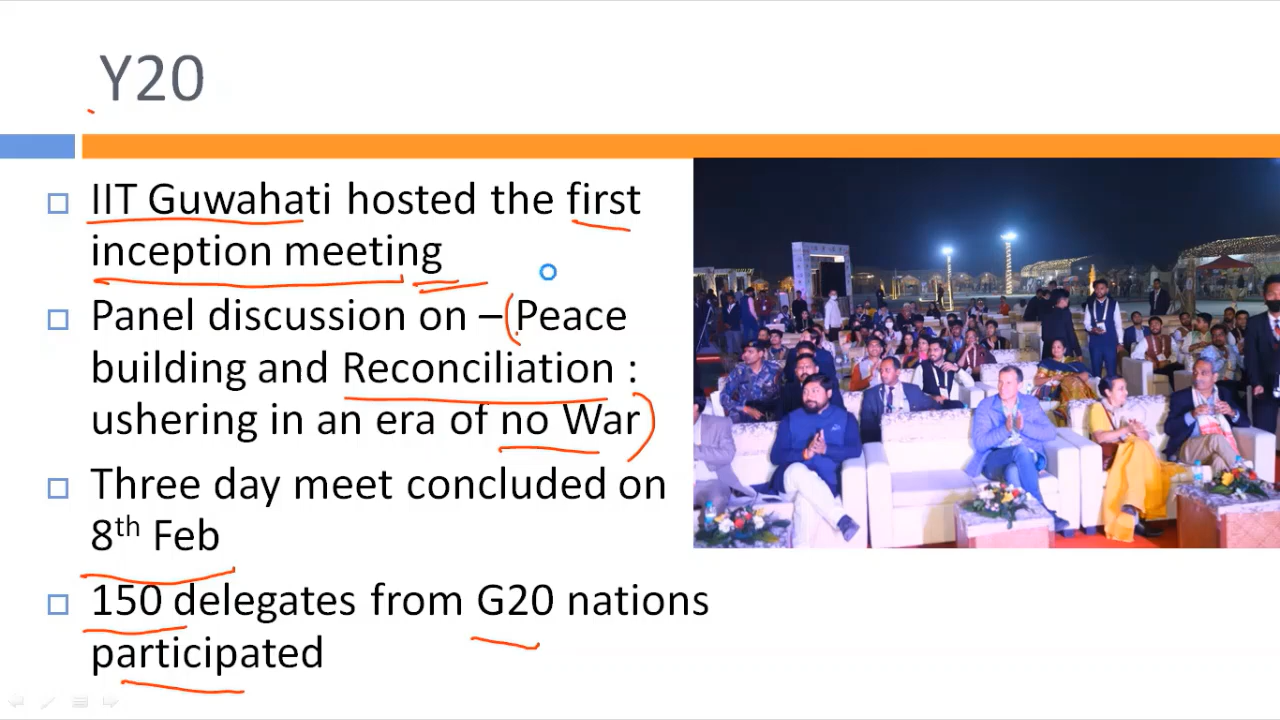 Y20
IIT Guwahati hosted the first
inception meeting
Panel discussion on – (Peace
building and Reconciliation :
ushering in an era of no War)
Three day meet concluded on
8th Feb
150 delegates from G20 nations
participated